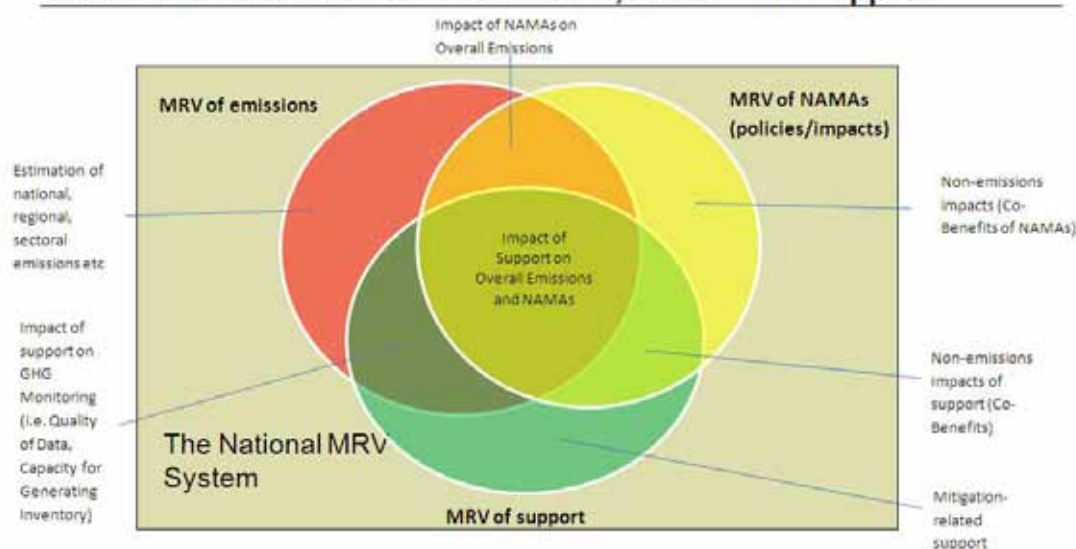 Impact of NAMAs on
Overall Emissions
MRV of emissions
MRV of NAMAs
(policies/impacts)
Estimation of
national,
regional,
sectoral
emissions etc
Non-emissions
Impacts (Co-
Benefits of NAMAs)
Impact of
Support on
Overall Emissions
and NAMAs
Impact of
support on
GHG
Monitoring
(i.e. Quality
of Data,
Capacity for
Generating
Inventory)
Non-emissions
Impacts of
support (Co-
Benefits)
The National MRV
System
MRV of support
Mitigation-
related
support